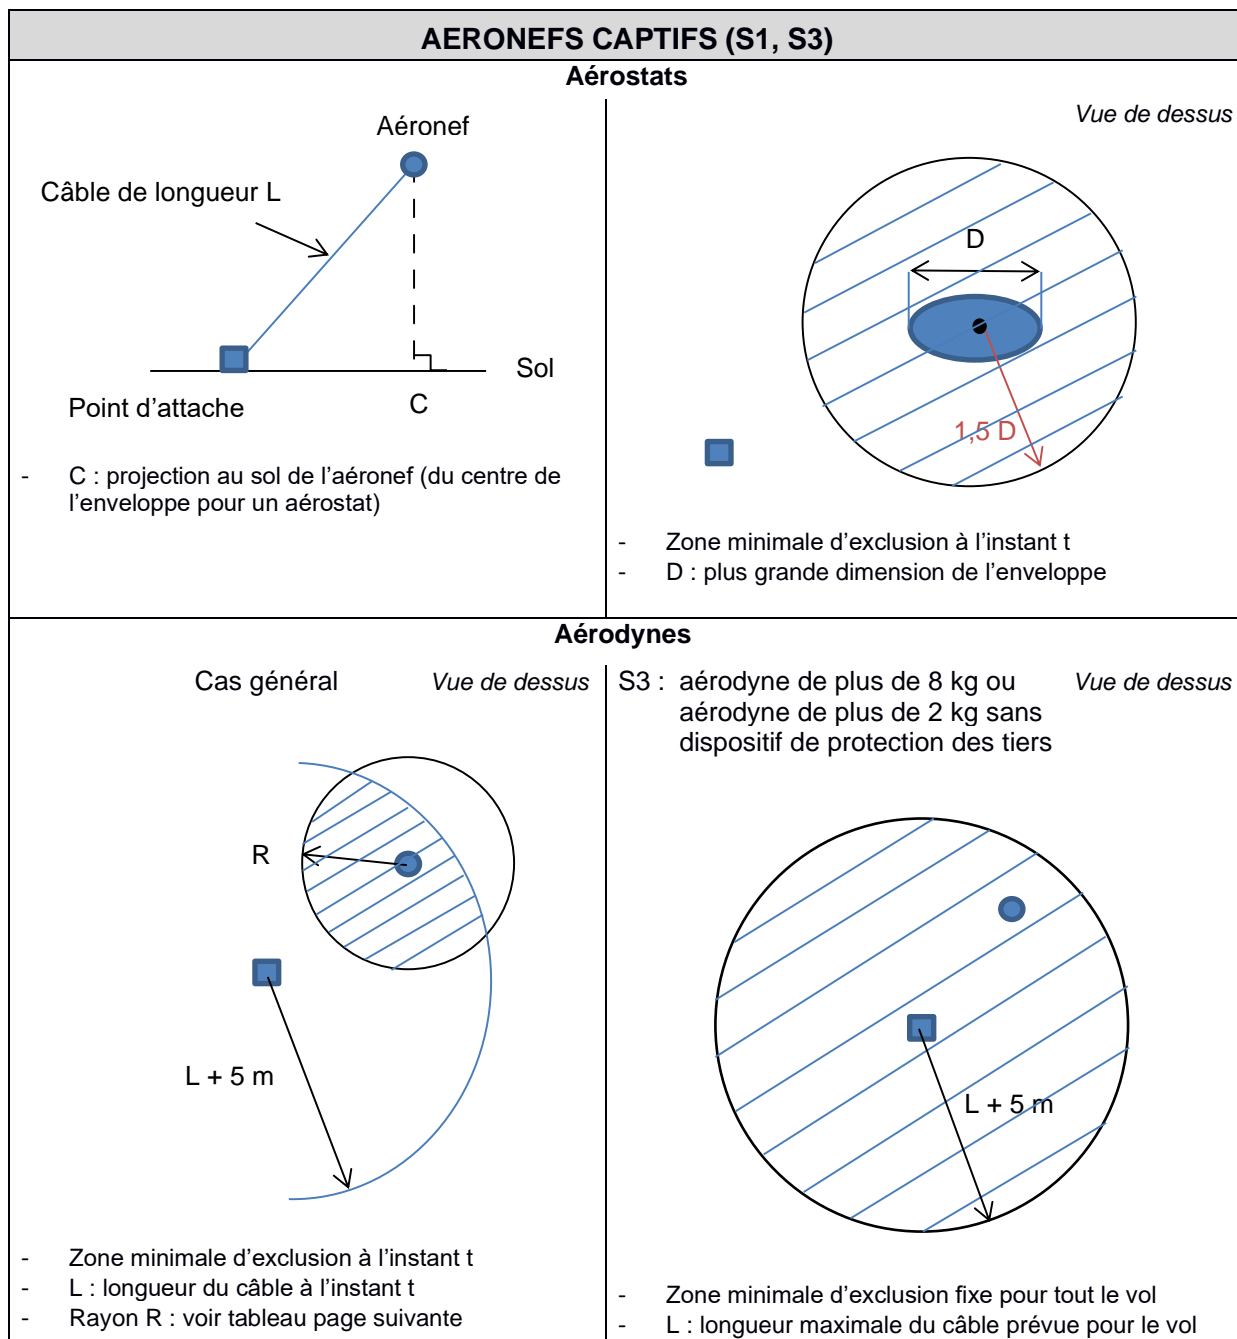 AERONEFS CAPTIFS (S1, S3)
Aérostats
Aéronef
Câble de longueur L
Sol
Point d’attache
C
- C : projection au sol de l’aéronef (du centre de
l’enveloppe pour un aérostat)
Vue de dessus
D
1,5 D
- Zone minimale d’exclusion à l’instant t
- D : plus grande dimension de l’enveloppe
Aérodynes
Cas général
Vue de dessus
R
L + 5 m
- Zone minimale d’exclusion à l’instant t
- L : longueur du câble à l’instant t
- Rayon R : voir tableau page suivante
S3 : aérodyne de plus de 8 kg ou
aérodyne de plus de 2 kg sans
dispositif de protection des tiers
Vue de dessus
L + 5 m
- Zone minimale d’exclusion fixe pour tout le vol
- L : longueur maximale du câble prévue pour le vol